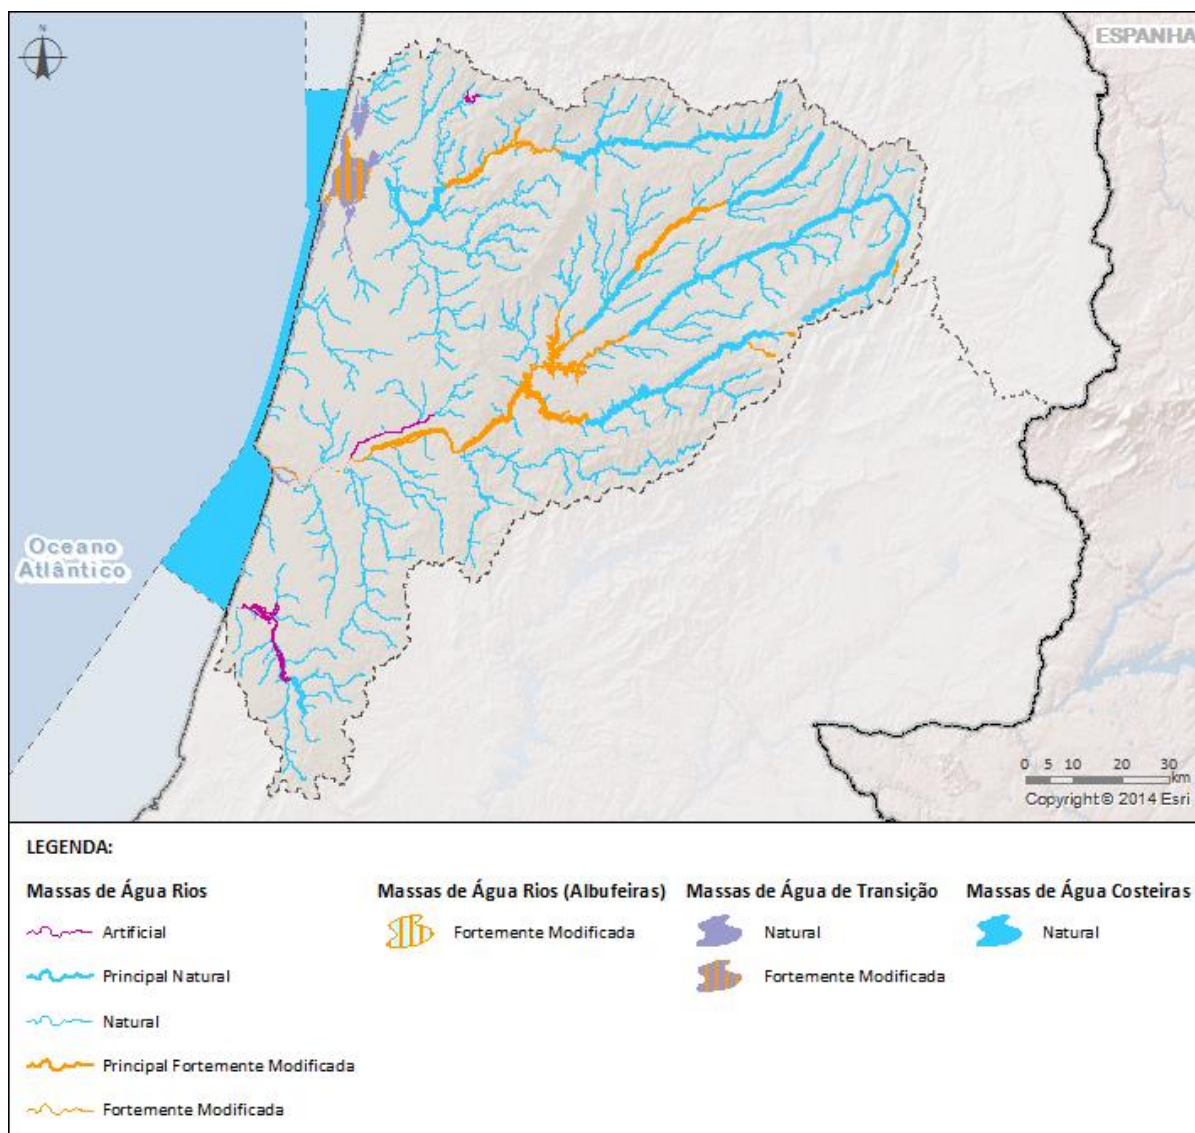 N
ESPANHA
Oceano
Atlântico
0 5 10 20 30
km
Copyright © 2014 Esri
LEGENDA:
Massas de Água Rios
Artificial
Principal Natural
Natural
Principal Fortemente Modificada
Fortemente Modificada
Massas de Água Rios (Albufeiras)
Fortemente Modificada
Massas de Água de Transição
Natural
Fortemente Modificada
Massas de Água Costeiras
Natural